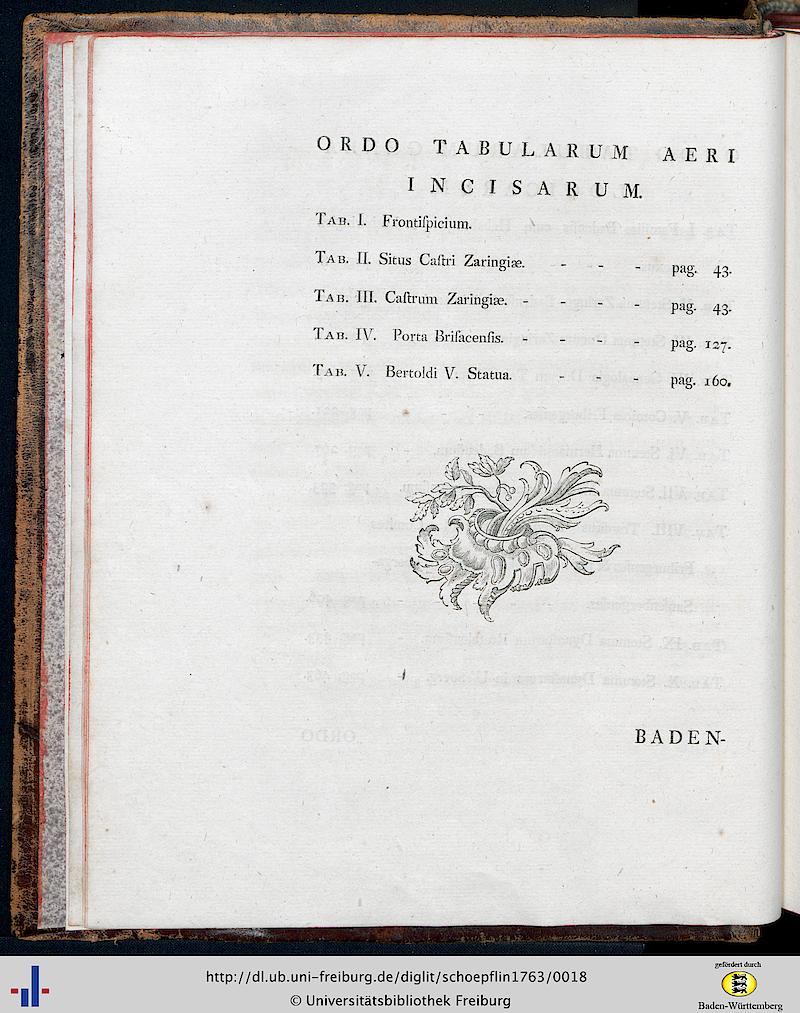 ORDO TABULARUM AERI
INCISARUM.
TAB. I. Frontiſpicium.
TAB. II. Situs Caſtri Zaringiæ. - - - pag. 43.
TAB. III. Caſtrum Zaringiæ. - - - - pag. 43.
TAB. IV. Porta Briſacenſis. - - - - pag. 127.
TAB. V. Bertoldi V. Statua. pag. 160.
BADEN-
http://dl.ub.uni-freiburg.de/diglit/schoepflin1763/0018
© Universitätsbibliothek Freiburg
gefördert durch
Baden-Württemberg